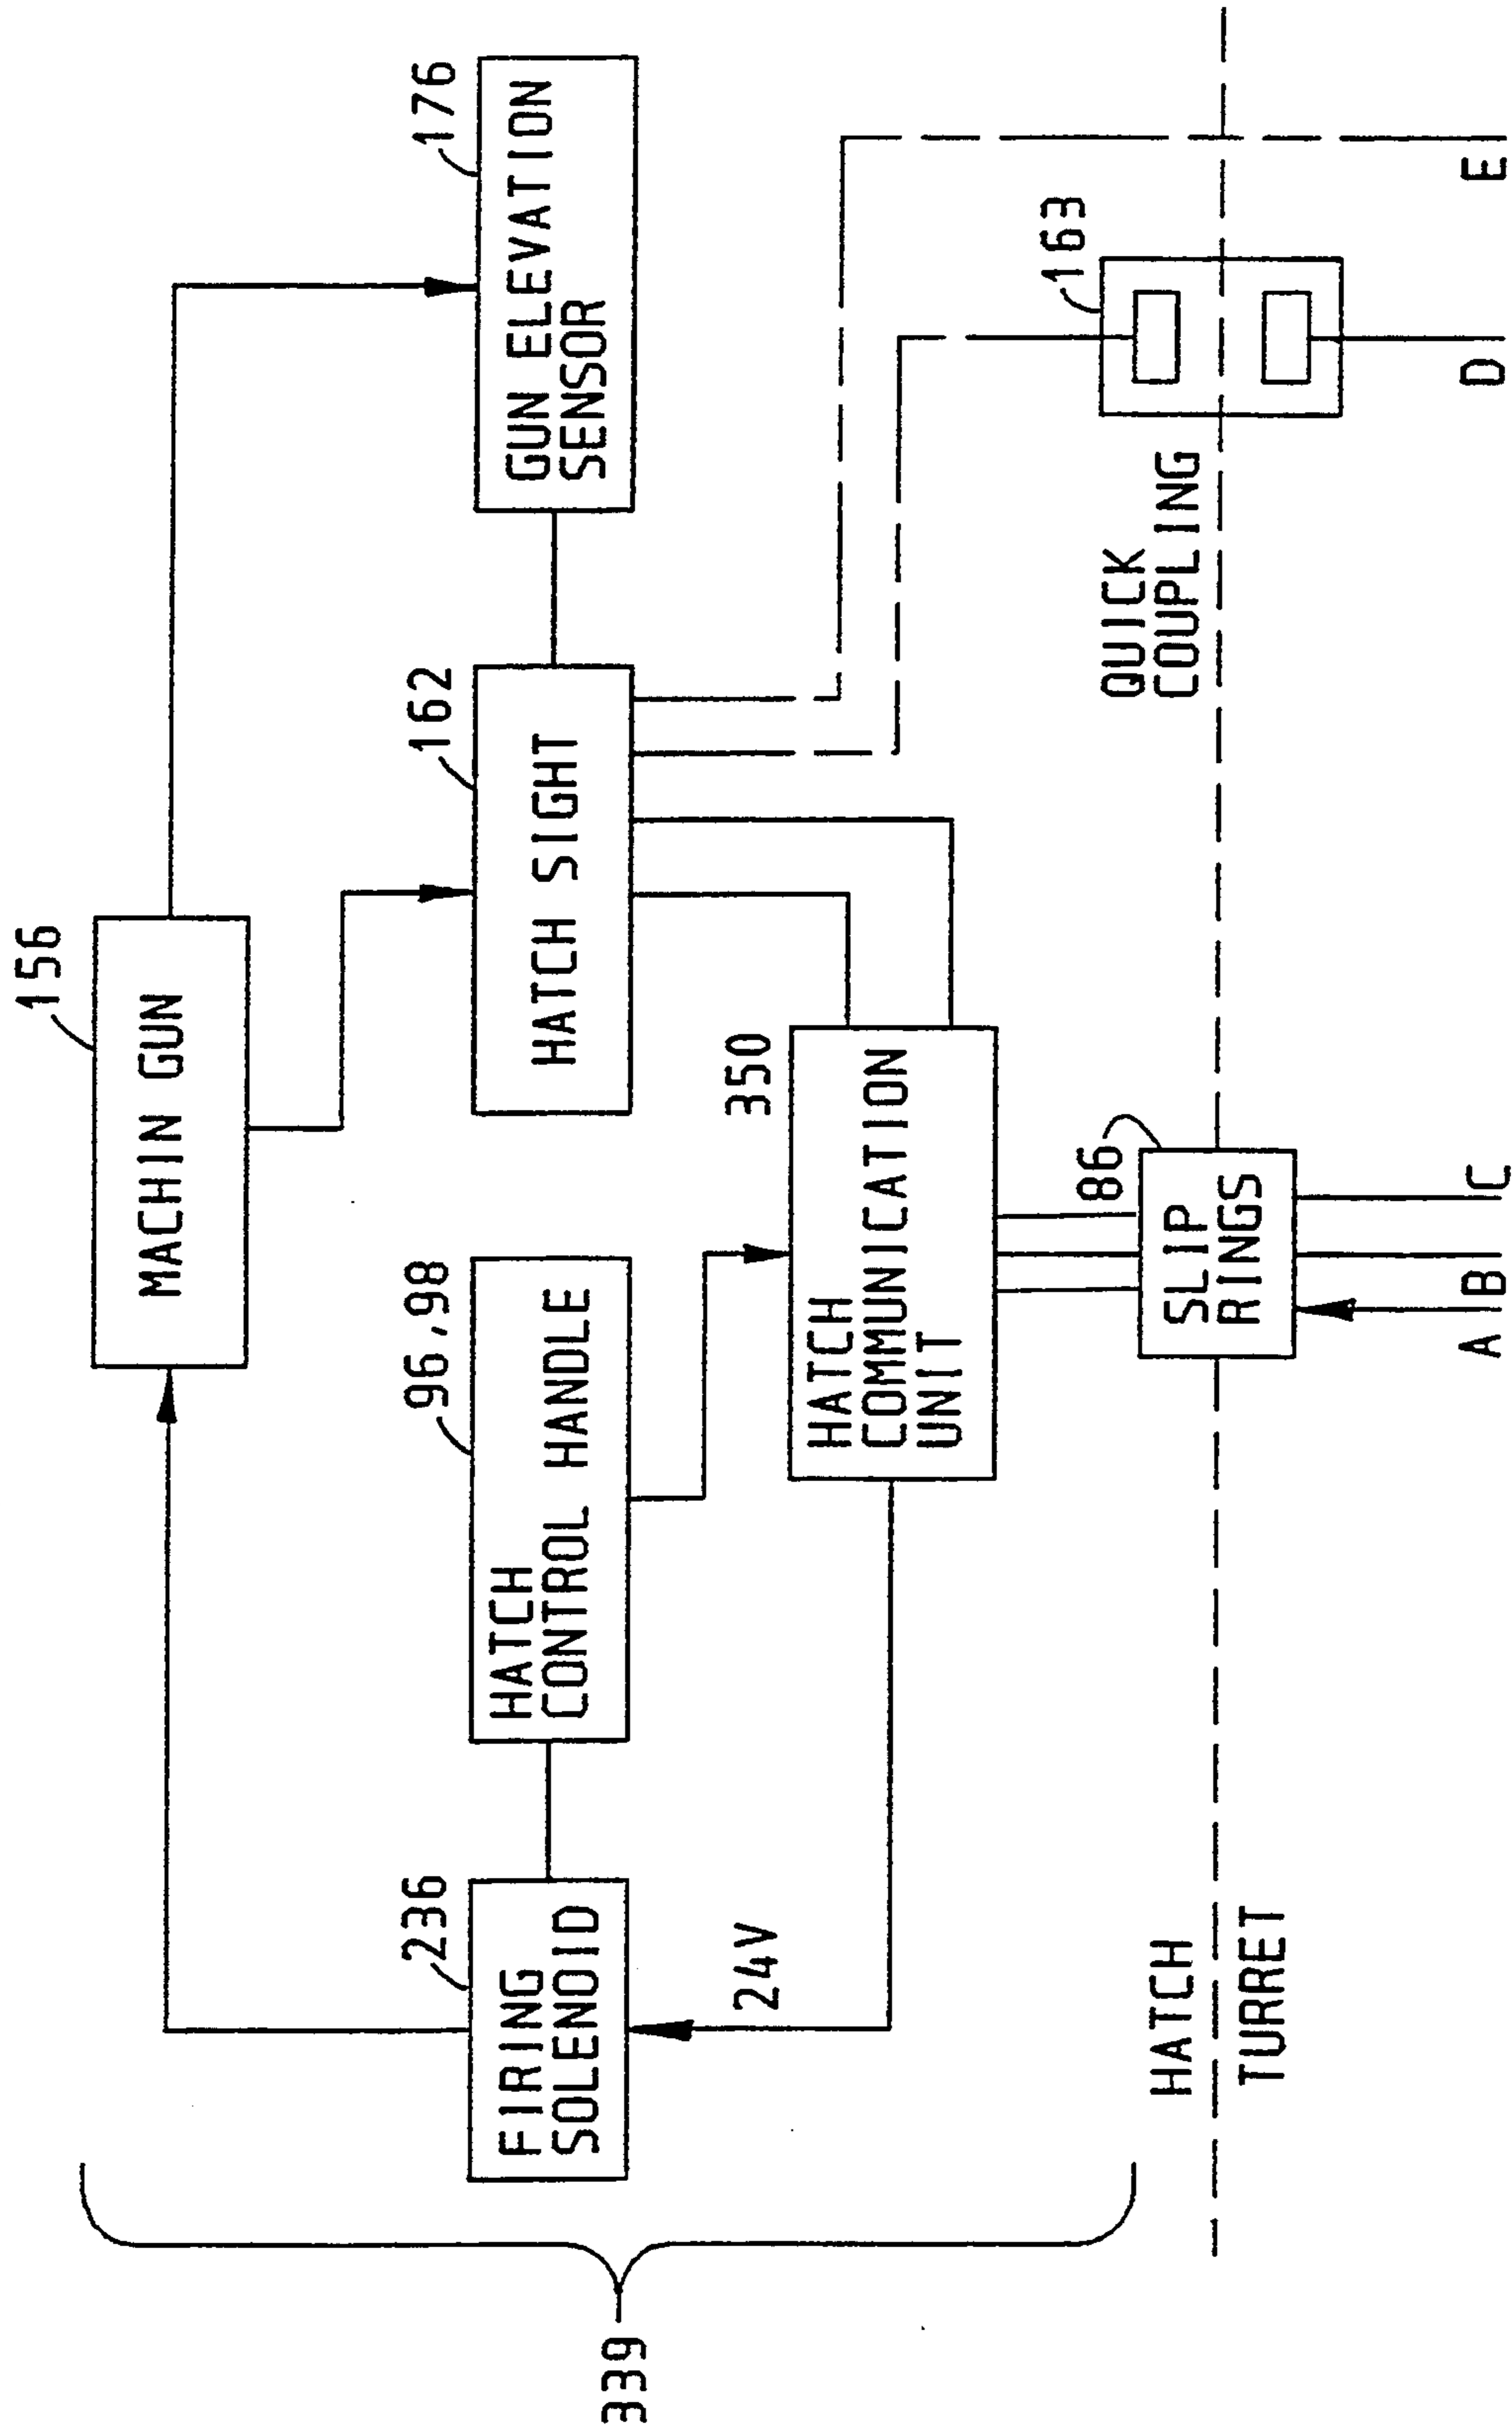 156
MACHIN GUN
236
FIRING
SOLENOID
96,98
HATCH
CONTROL HANDLE
162
HATCH SIGHT
176
GUN ELEVATION
SENSOR
24V
350
HATCH
COMMUNICATION
UNIT
339
86
SLIP
RINGS
QUICK
COUPLING
163
HATCH
TURRET
A
B
C
D
E